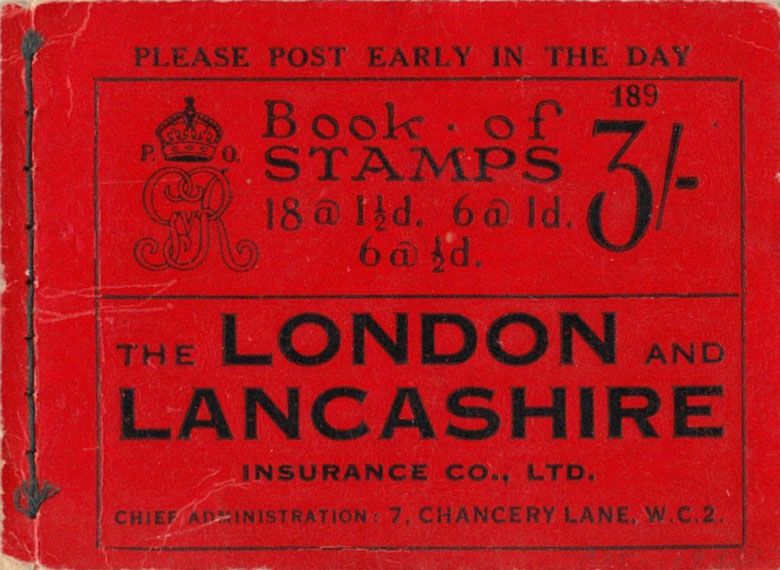 PLEASE POST EARLY IN THE DAY
189
P. O.
GVR
Book of
STAMPS
3/-
18 @ 1½d. 6 @ 1d.
6 @ ½d.
THE LONDON AND
LANCASHIRE
INSURANCE CO., LTD.
CHIEF ADMINISTRATION: 7, CHANCERY LANE, W.C.2.